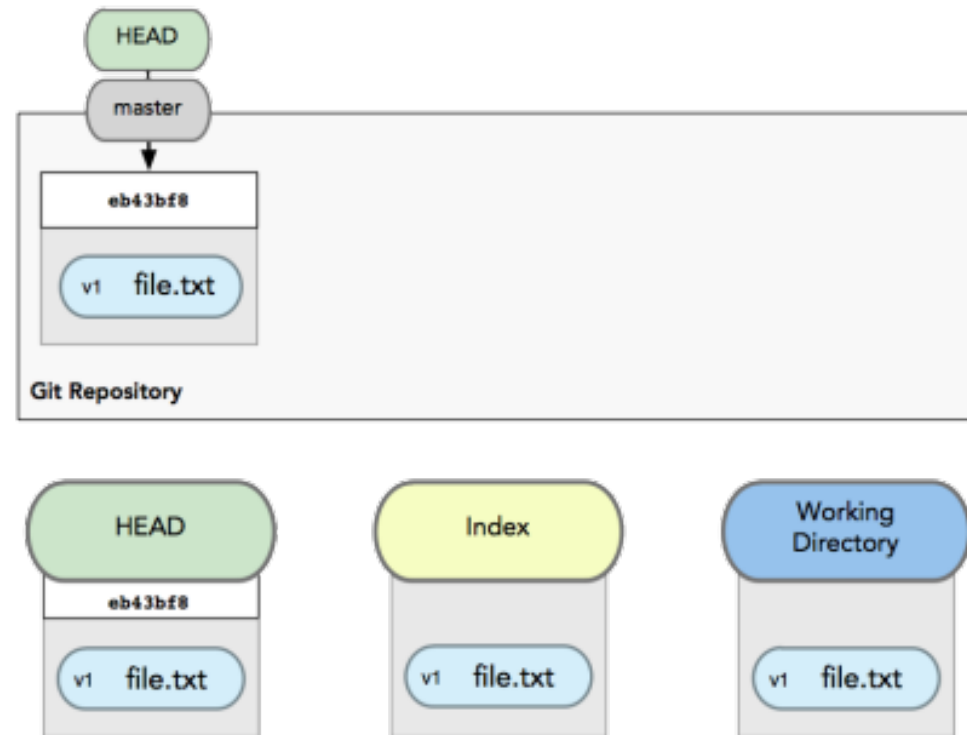 HEAD
master
eb43bf8
v1 file.txt
Git Repository
HEAD
Index
Working
Directory
eb43bf8
v1 file.txt
v1 file.txt
v1 file.txt